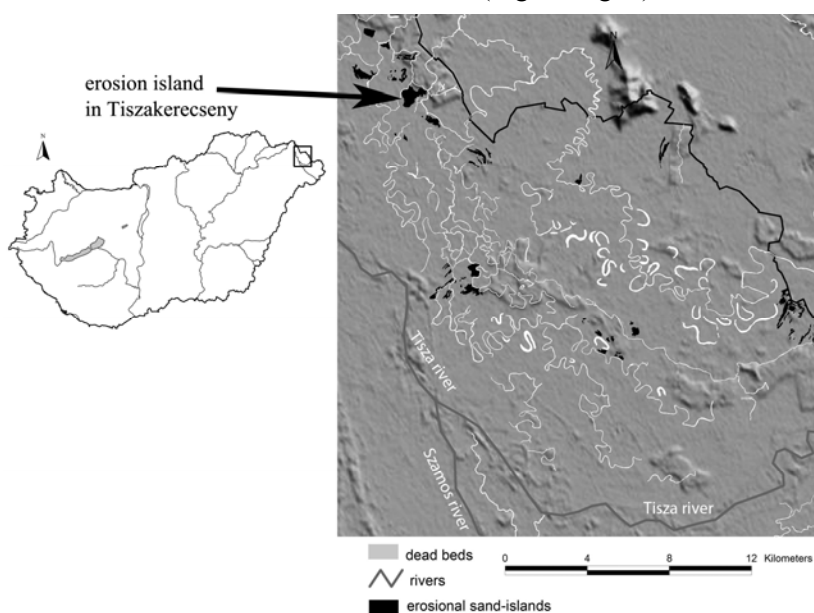 erosion island
in Tiszakerecseny
N
N
Tisza river
Szamos river
Tisza river
dead beds
rivers
erosional sand-islands
0 4 8 12 Kilometers